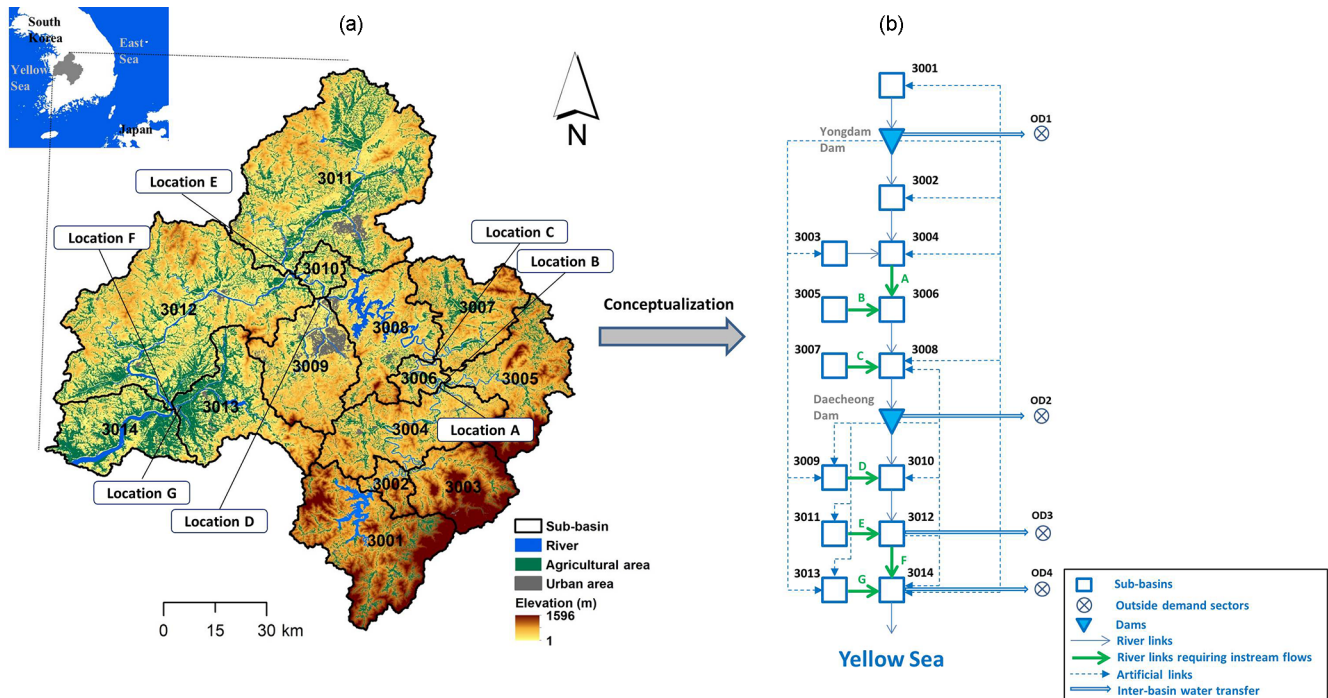 (a)
(b)
South
Korea
East
Sea
Yellow
Sea
Japan
N
Location E
3011
Location F
Location C
Location B
3010
3012
3007
3008
3009
3006
3005
3013
3014
3004
Location A
Location G
3002
3003
Location D
3001
Sub-basin
River
Agricultural area
Urban area
Elevation (m)
1596
1
0 15 30 km
Conceptualization
3001
Yongdam
Dam
OD1
3002
3003
3004
A
3005
B
3006
3007
C
3008
Daecheong
Dam
OD2
3009
D
3010
3011
E
3012
OD3
F
3013
G
3014
OD4
Yellow Sea
Sub-basins
Outside demand sectors
Dams
River links
River links requiring instream flows
Artificial links
Inter-basin water transfer